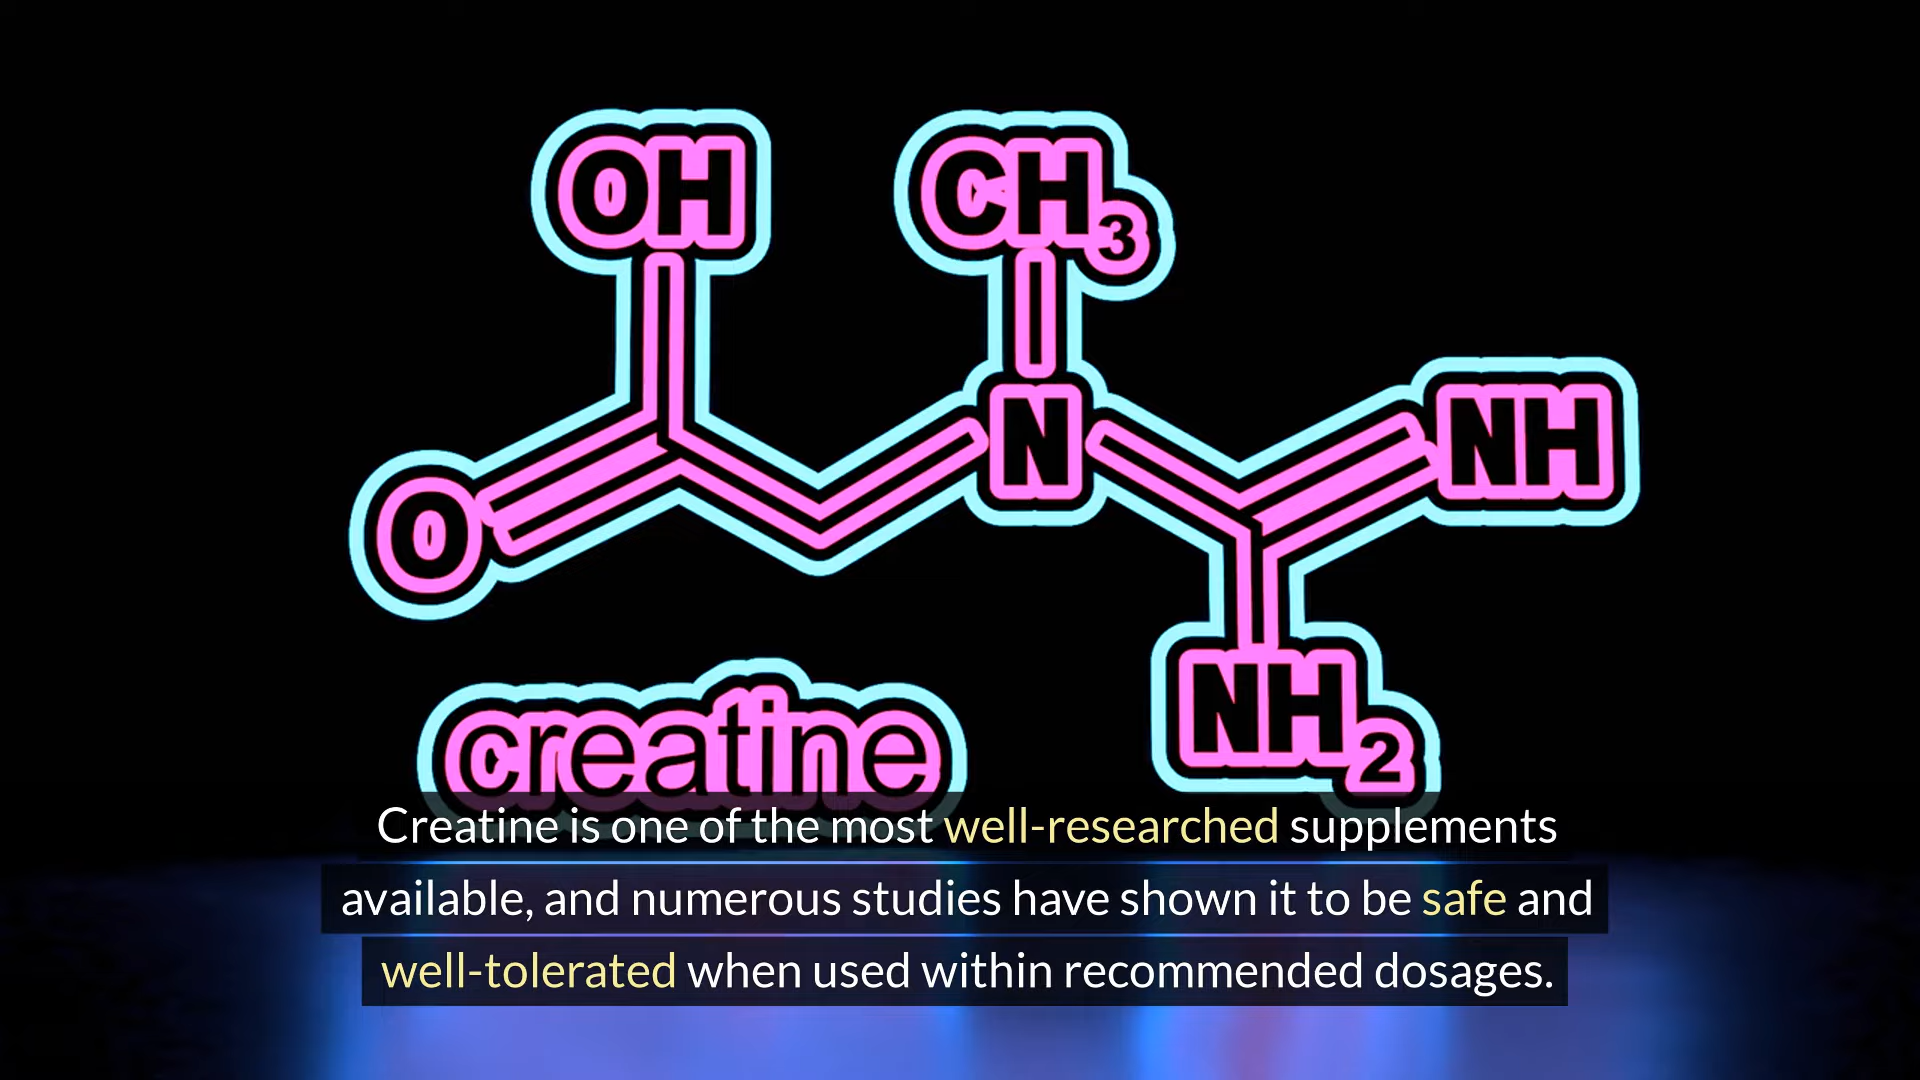 OH
CH3
N
NH
O
NH2
creatine
Creatine is one of the most well-researched supplements
available, and numerous studies have shown it to be safe and
well-tolerated when used within recommended dosages.